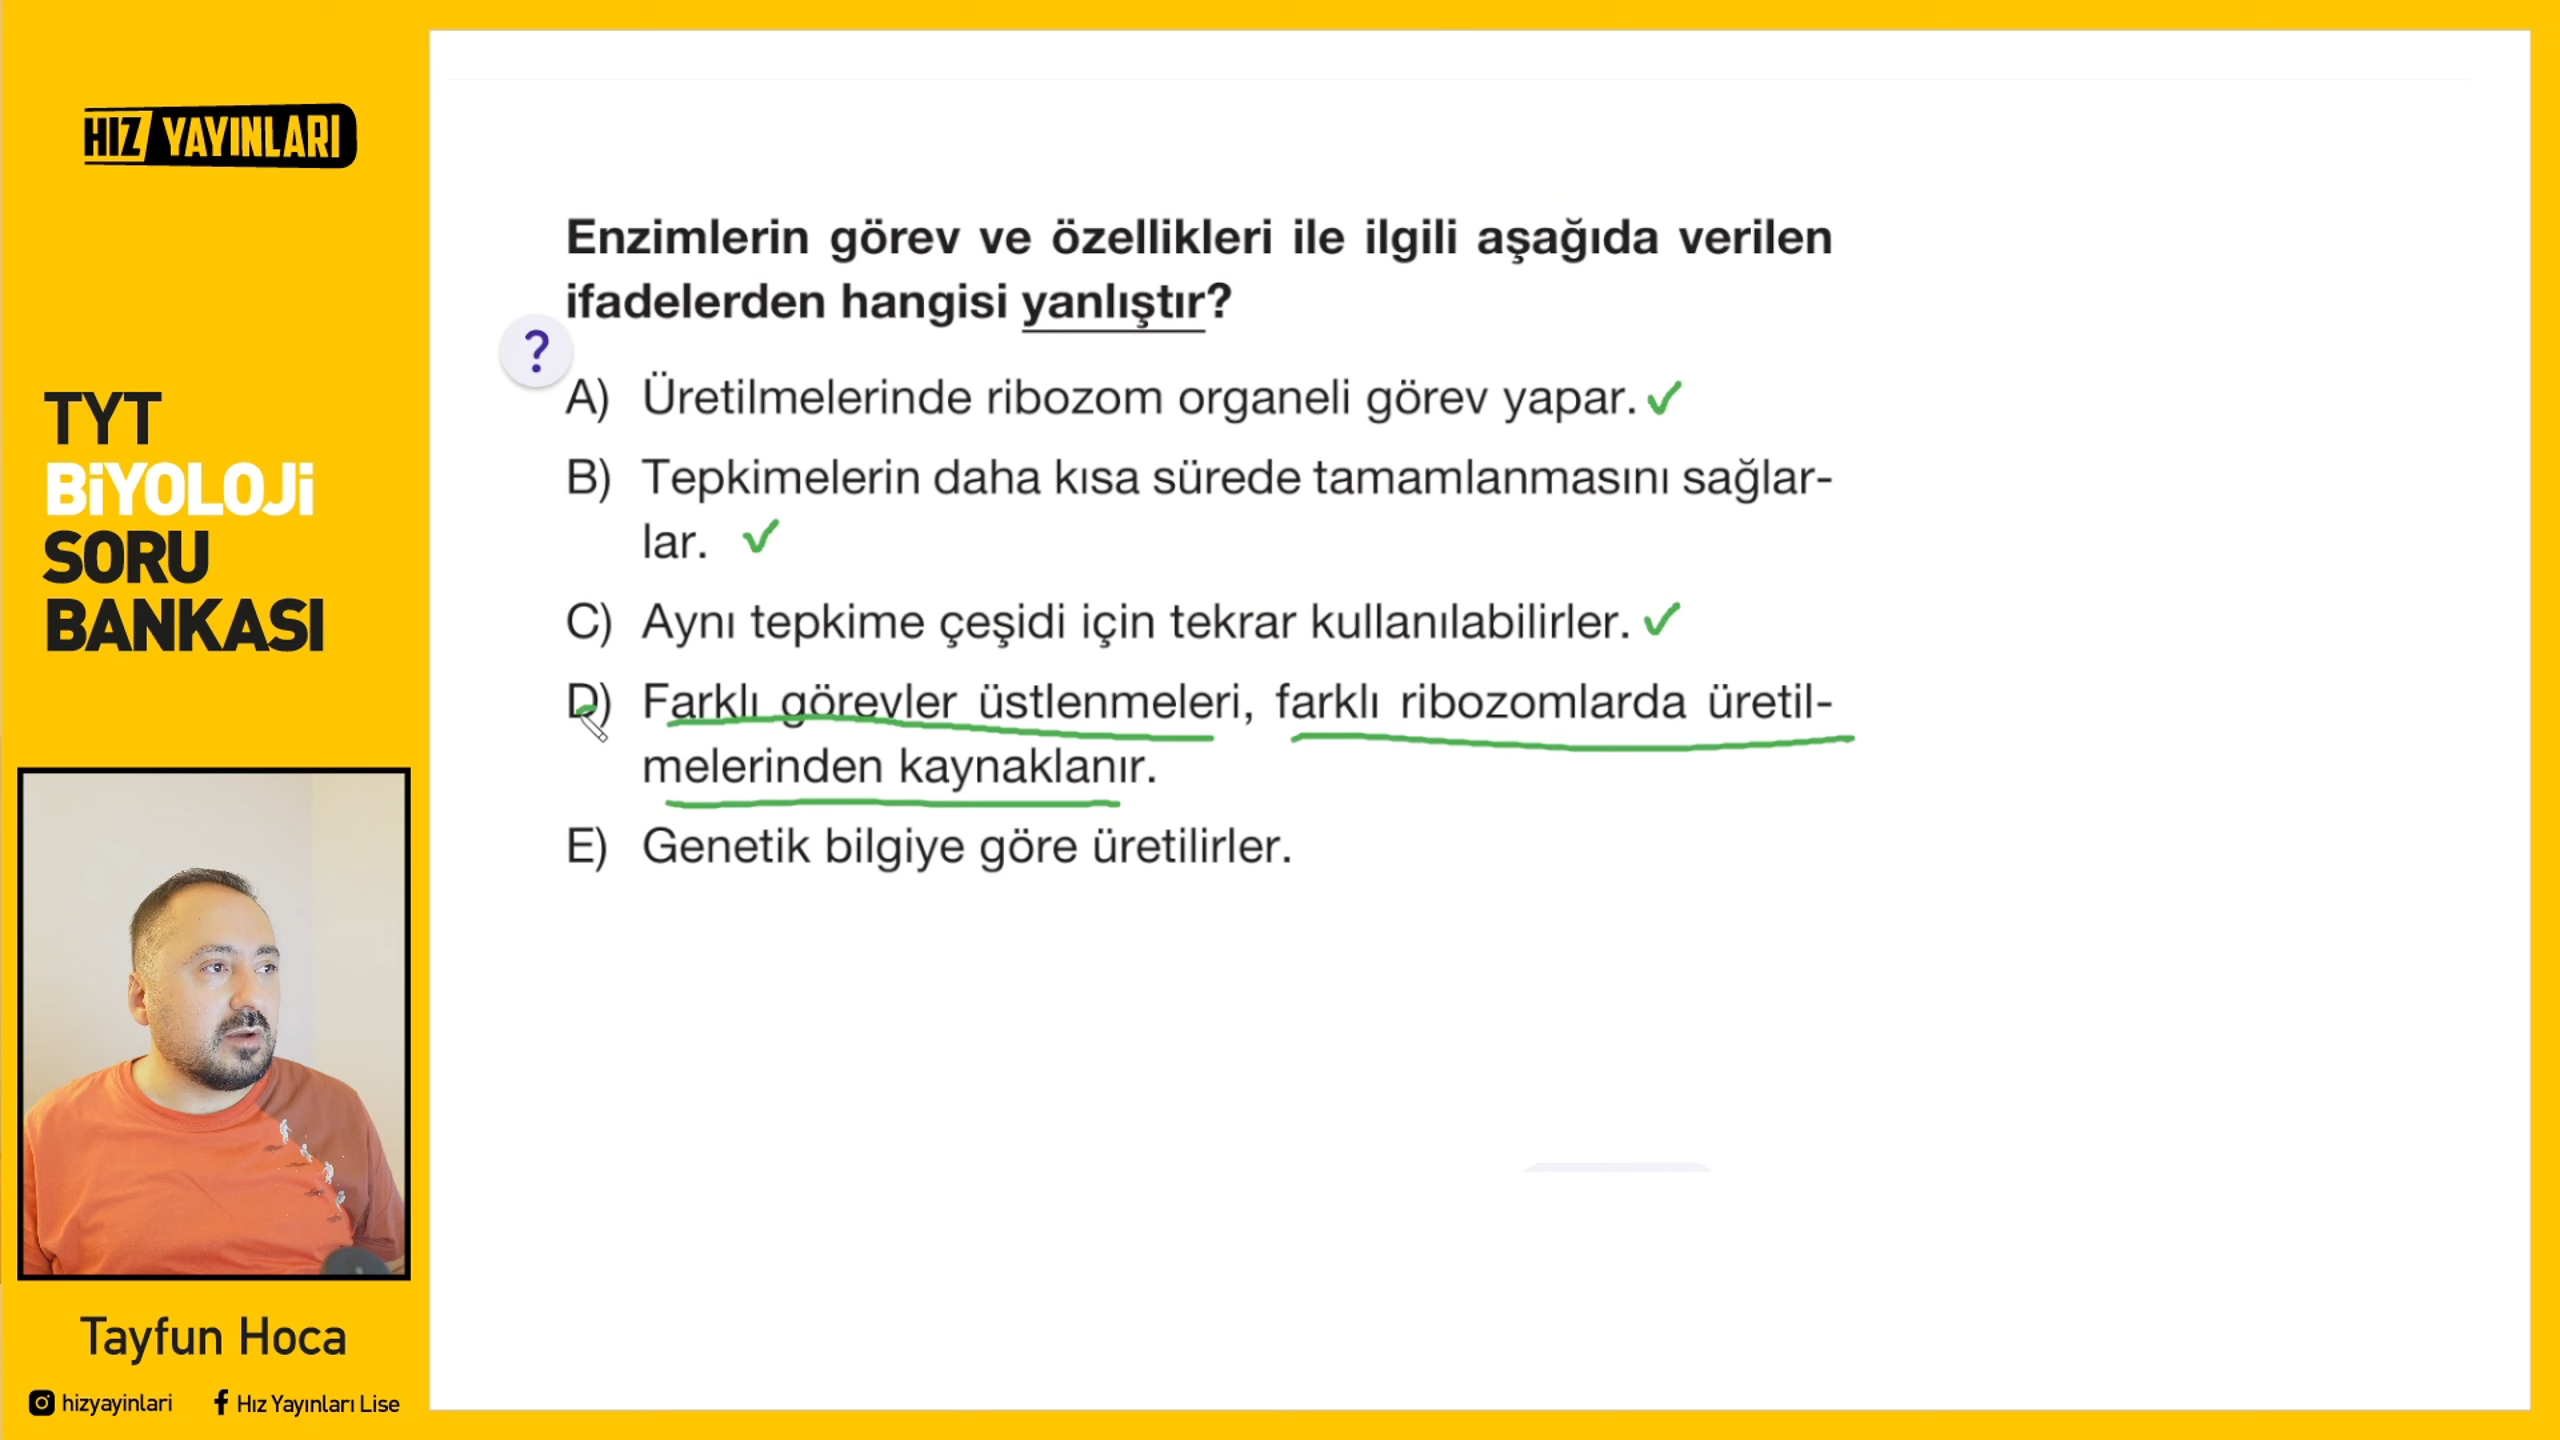 HIZ YAYINLARI
TYT
BiYOLOJi
SORU
BANKASI
Enzimlerin görev ve özellikleri ile ilgili aşağıda verilen
ifadelerden hangisi yanlıştır?
?
A) Üretilmelerinde ribozom organeli görev yapar. ✓
B) Tepkimelerin daha kısa sürede tamamlanmasını sağlar-
lar. ✓
C) Aynı tepkime çeşidi için tekrar kullanılabilirler. ✓
D) Farklı görevler üstlenmeleri, farklı ribozomlarda üretil-
melerinden kaynaklanır.
E) Genetik bilgiye göre üretilirler.
Tayfun Hoca
hizyayinlari
Hız Yayınları Lise